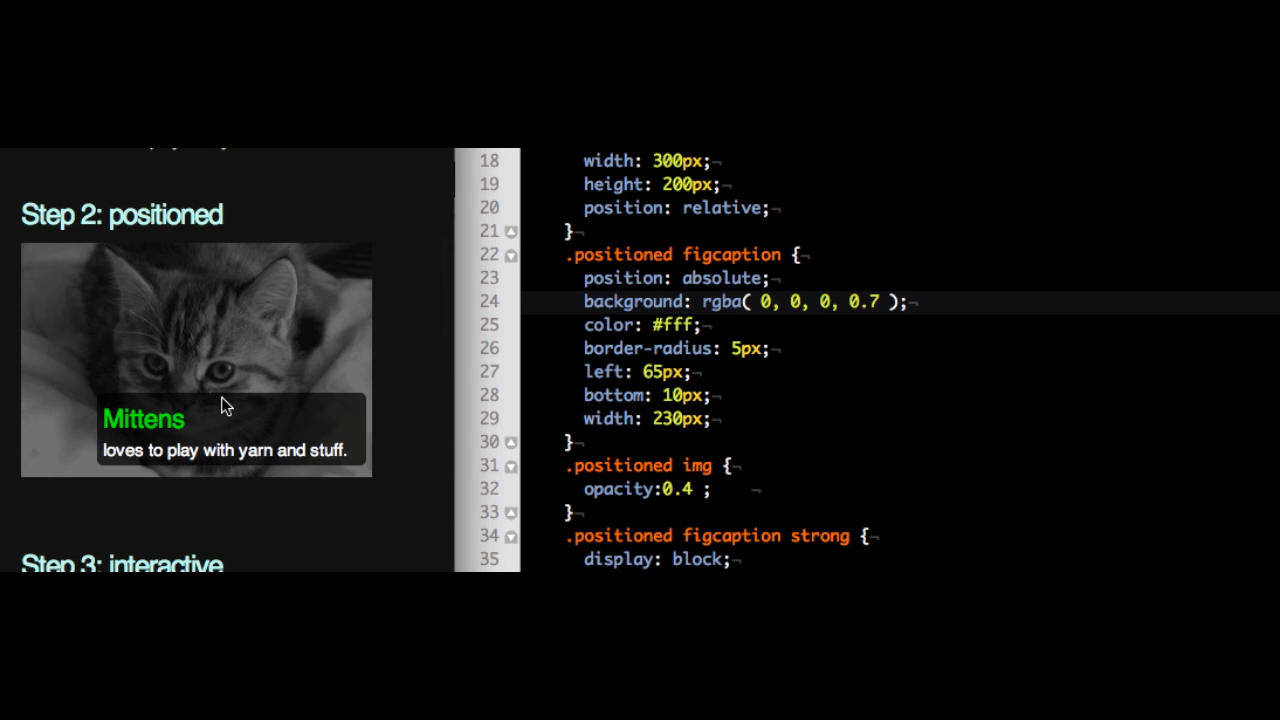 Step 2: positioned
Mittens
loves to play with yarn and stuff.
Step 3: interactive
18 width: 300px;¬
19 height: 200px;¬
20 position: relative;¬
21 }¬
22 .positioned figcaption {¬
23 position: absolute;¬
24 background: rgba( 0, 0, 0, 0.7 );¬
25 color: #fff;¬
26 border-radius: 5px;¬
27 left: 65px;¬
28 bottom: 10px;¬
29 width: 230px;¬
30 }¬
31 .positioned img {¬
32 opacity:0.4 ; ¬
33 }¬
34 .positioned figcaption strong {¬
35 display: block;¬